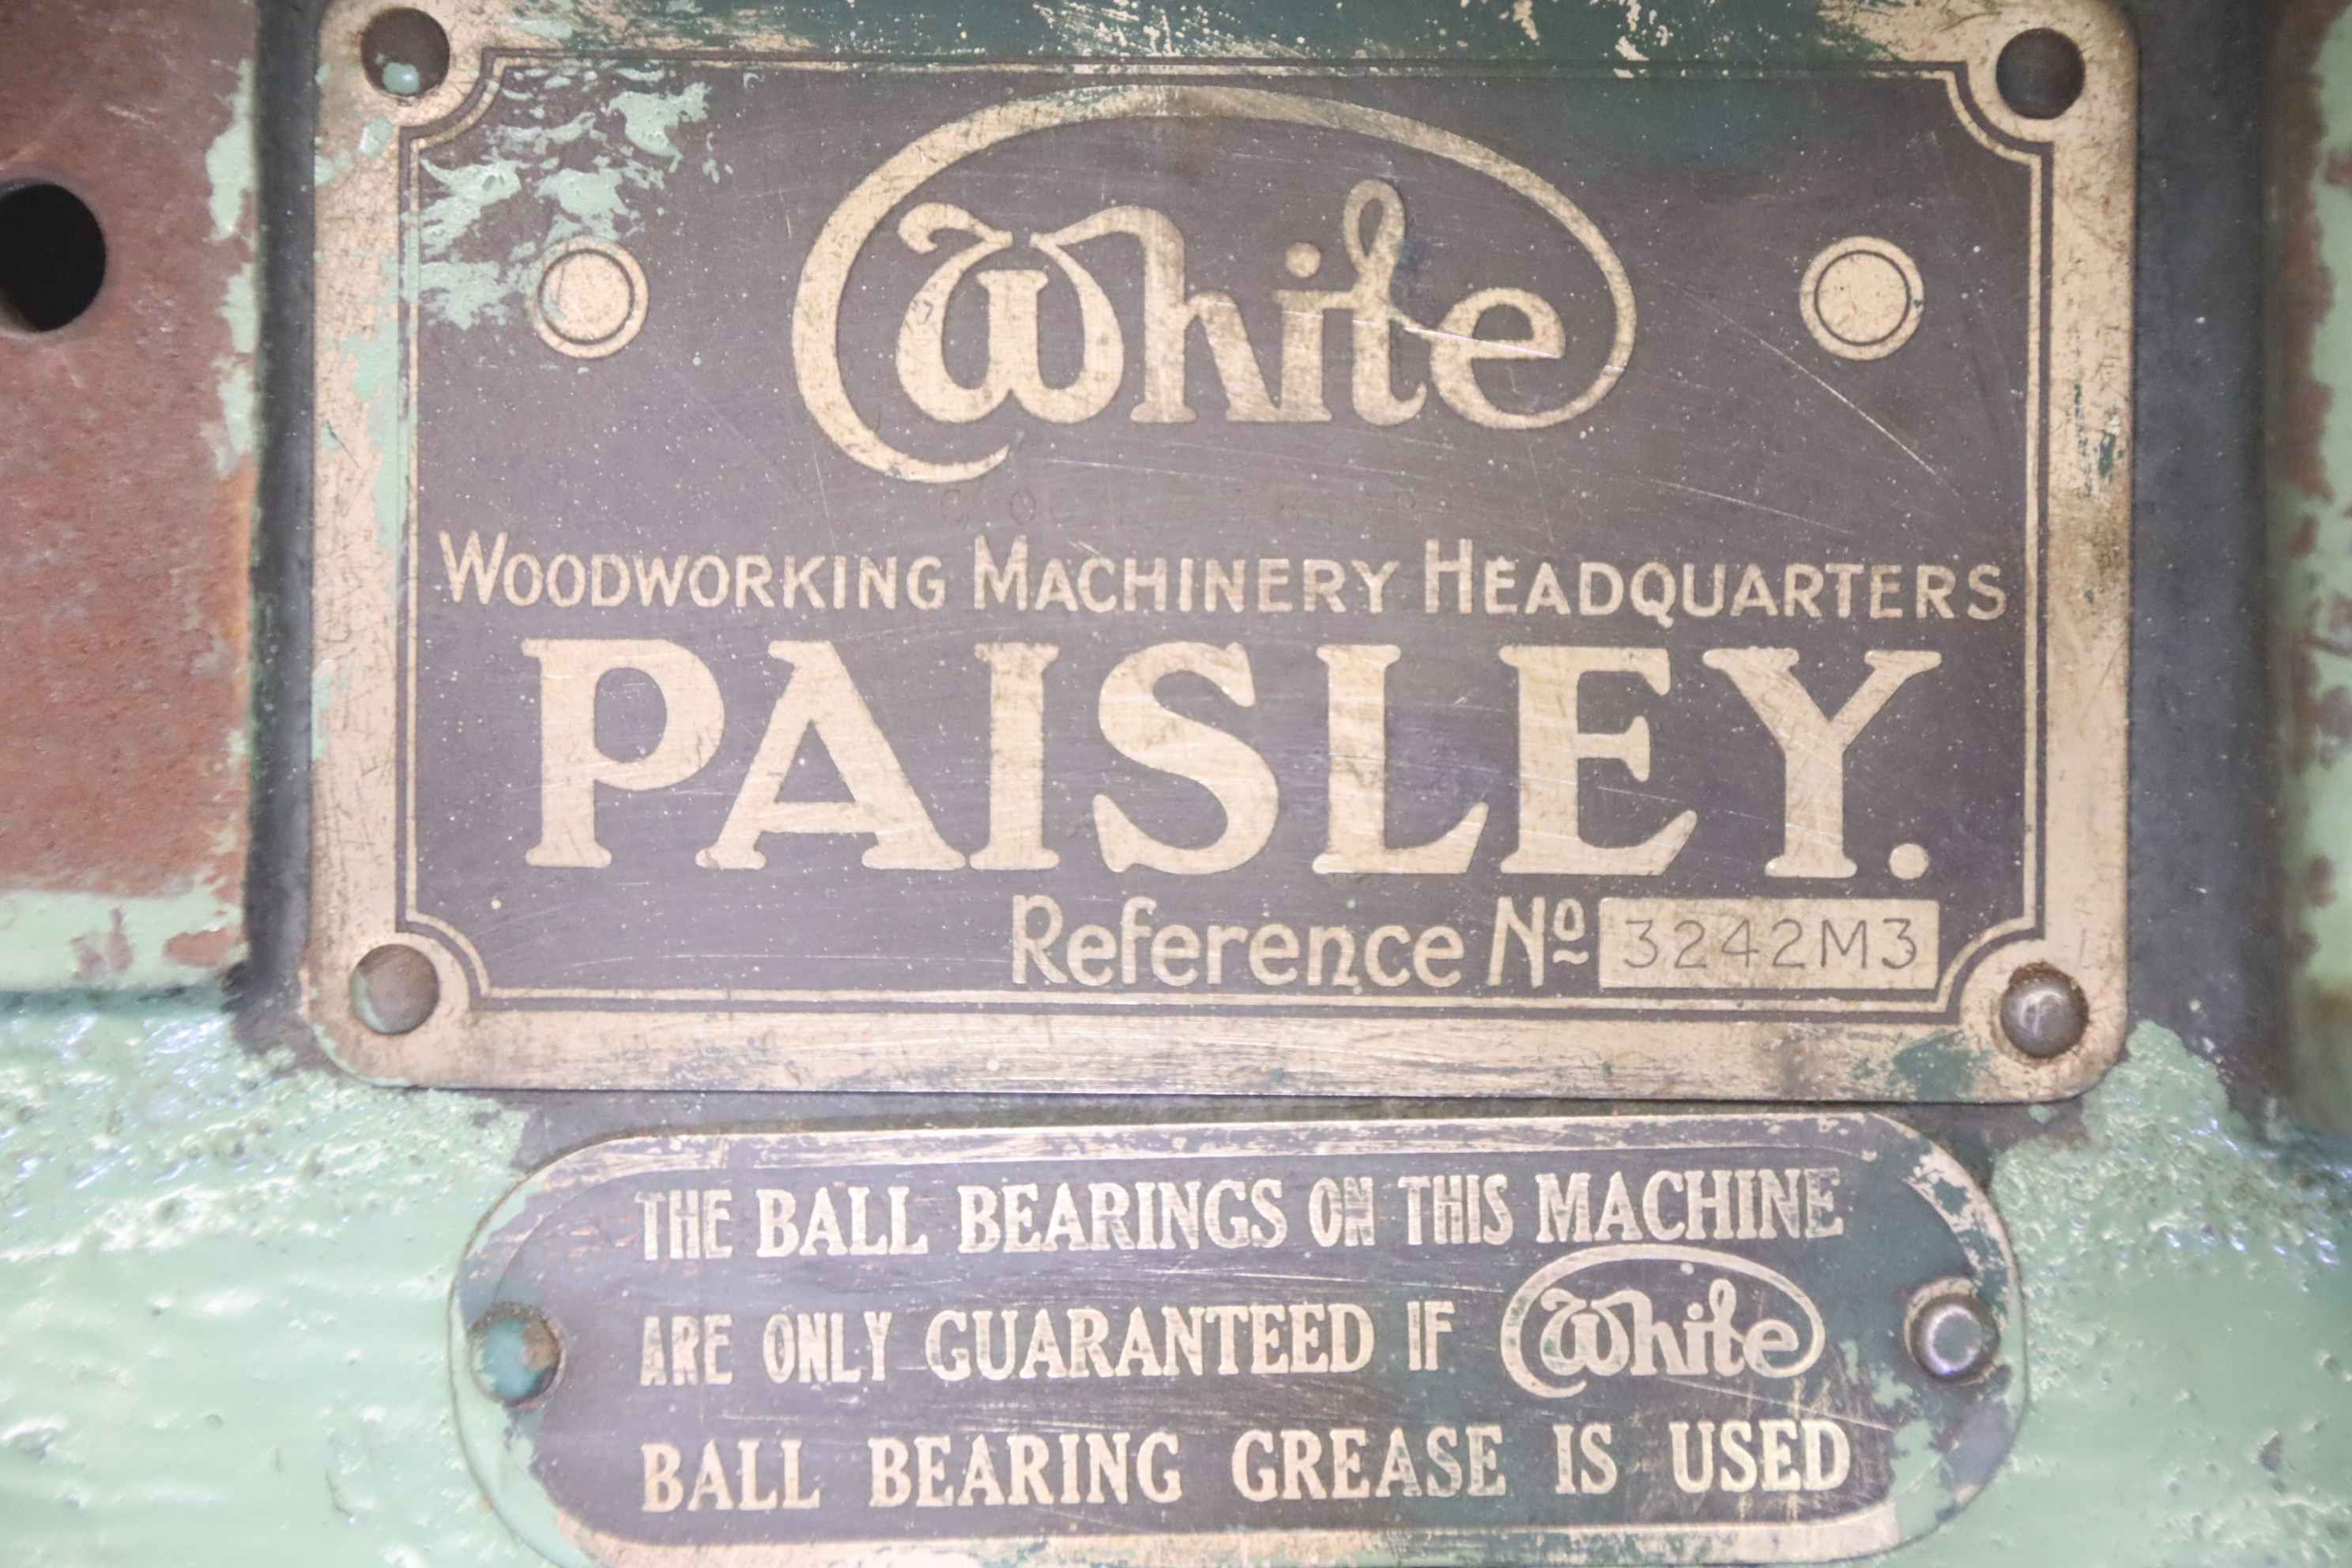 White
WOODWORKING MACHINERY HEADQUARTERS
PAISLEY.
Reference Nº 3242M3
THE BALL BEARINGS ON THIS MACHINE
ARE ONLY GUARANTEED IF White
BALL BEARING GREASE IS USED